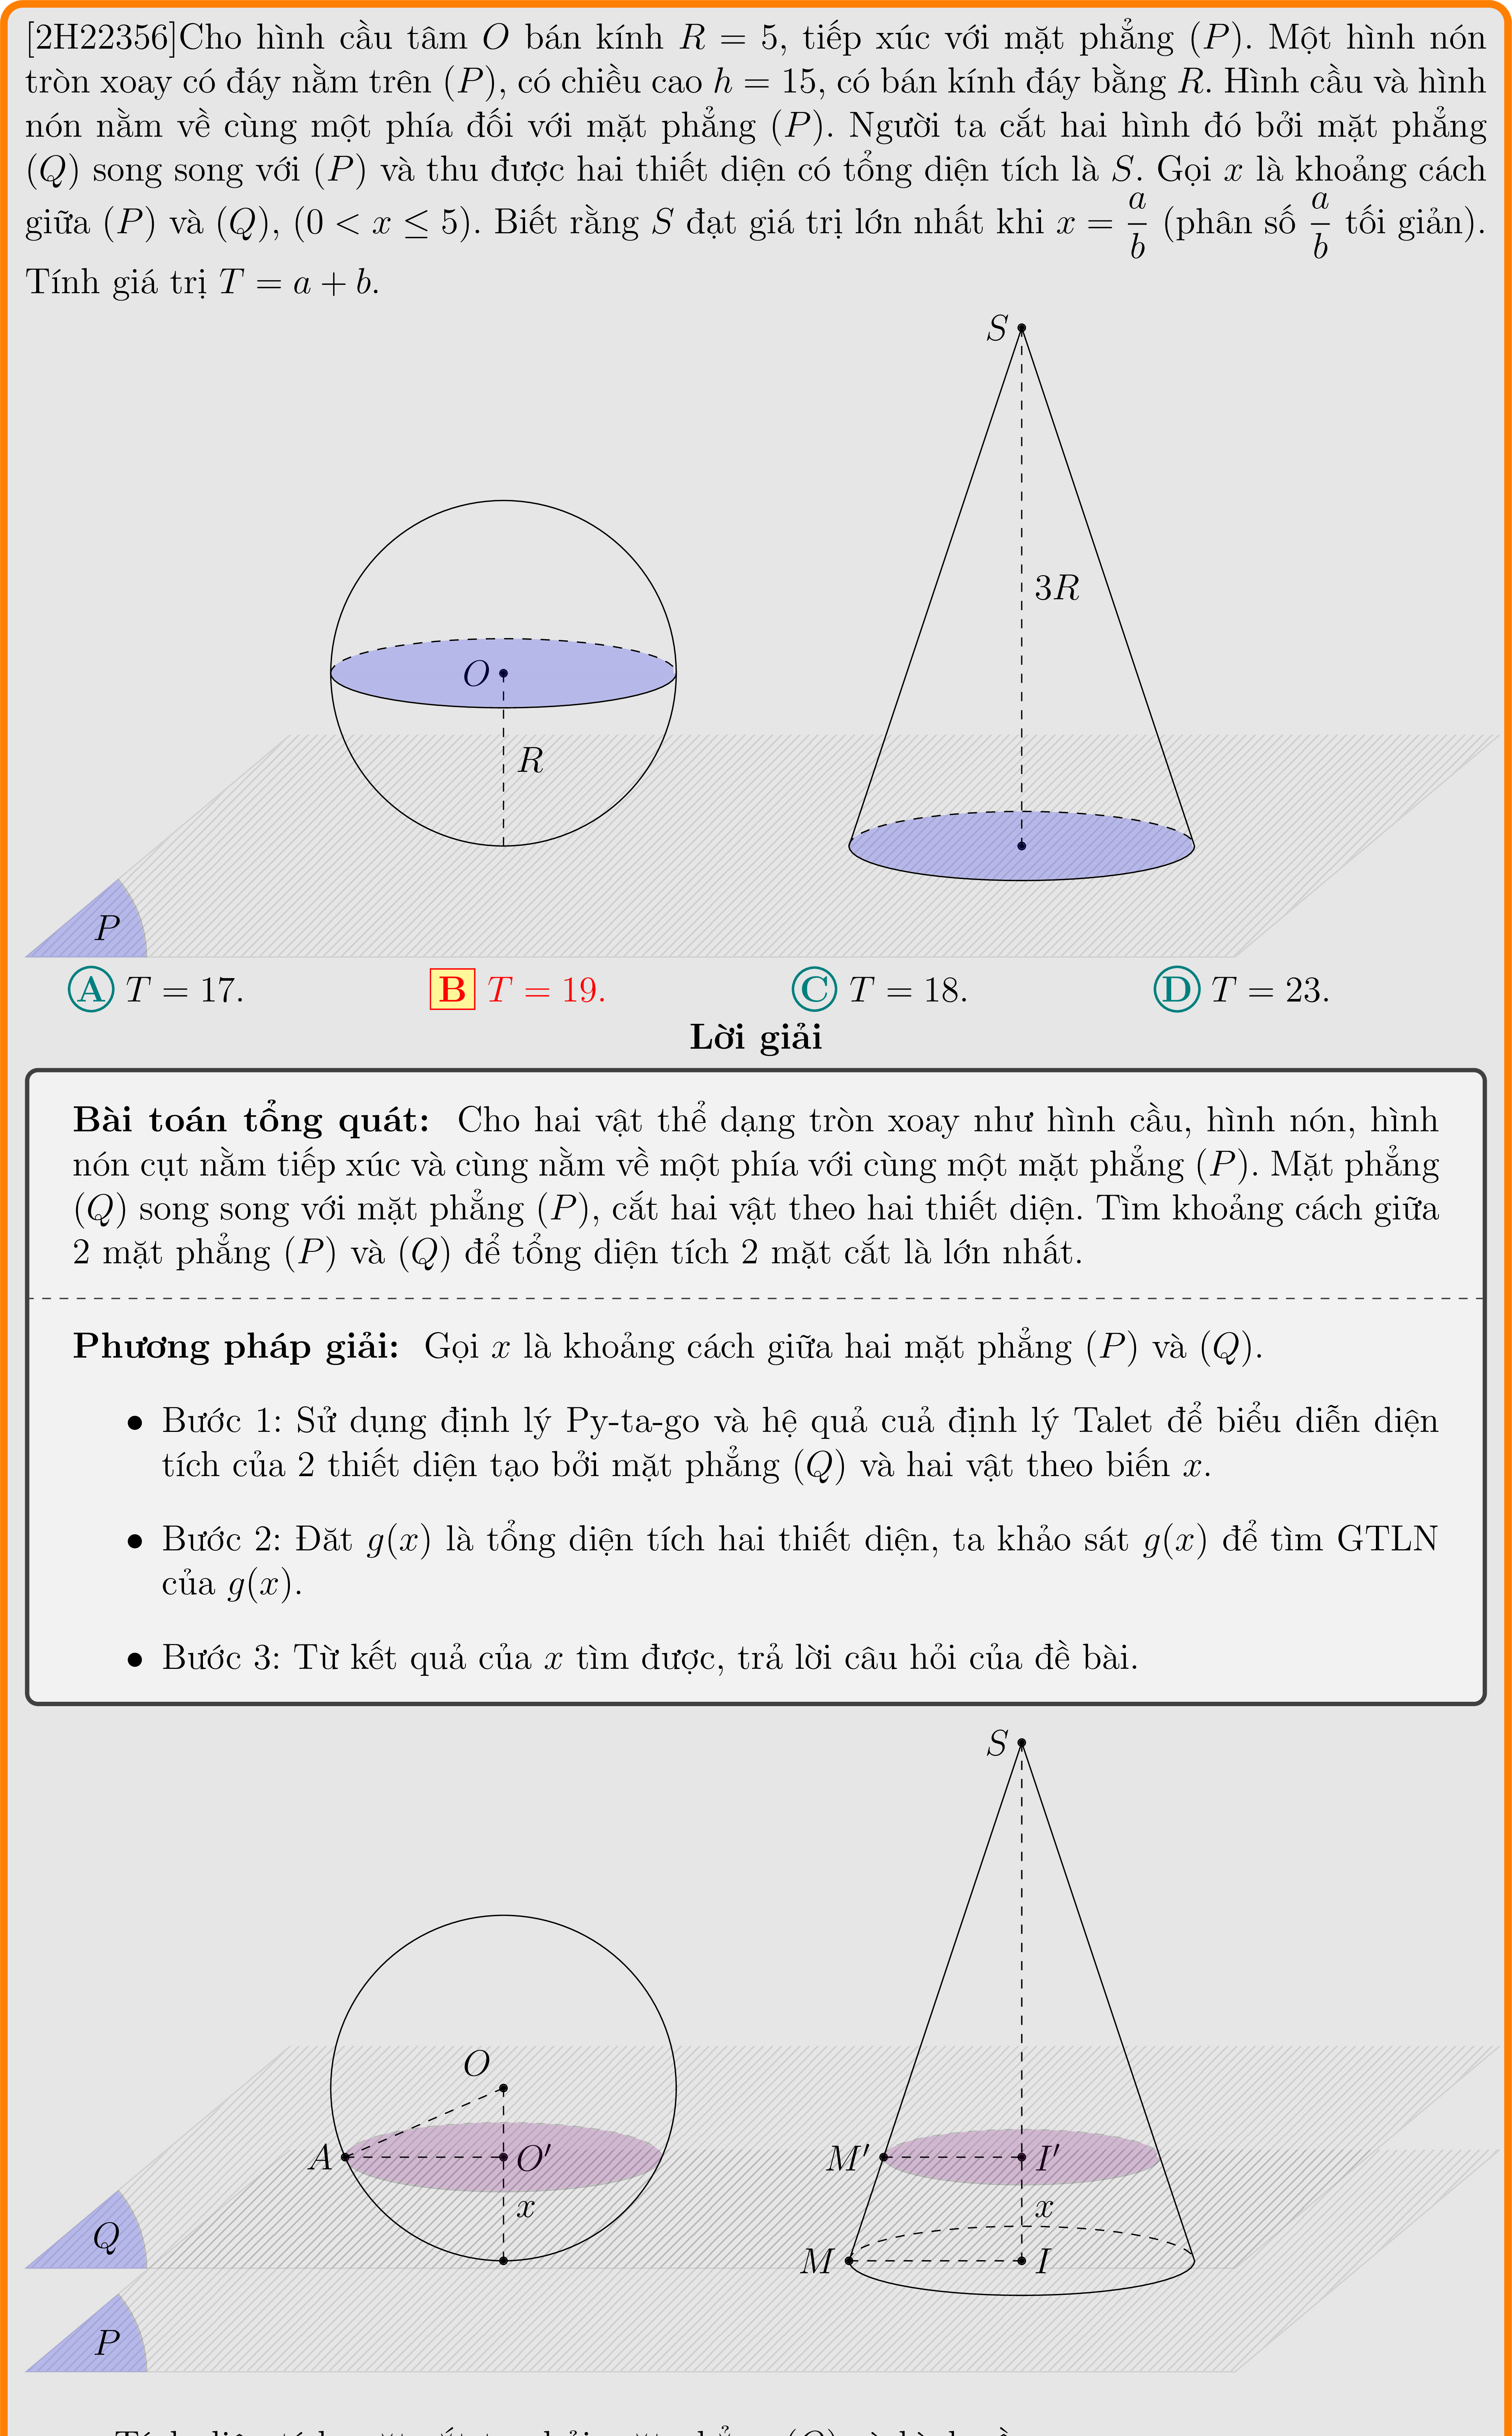 [2H22356]Cho hình cầu tâm O bán kính R = 5, tiếp xúc với mặt phẳng (P). Một hình nón
tròn xoay có đáy nằm trên (P), có chiều cao h = 15, có bán kính đáy bằng R. Hình cầu và hình
nón nằm về cùng một phía đối với mặt phẳng (P). Người ta cắt hai hình đó bởi mặt phẳng
(Q) song song với (P) và thu được hai thiết diện có tổng diện tích là S. Gọi x là khoảng cách
giữa (P) và (Q), (0 < x ≤ 5). Biết rằng S đạt giá trị lớn nhất khi x = a/b (phân số a/b tối giản).
Tính giá trị T = a + b.
S
3R
O
R
P
A T = 17.
B T = 19.
C T = 18.
D T = 23.
Lời giải
Bài toán tổng quát: Cho hai vật thể dạng tròn xoay như hình cầu, hình nón, hình
nón cụt nằm tiếp xúc và cùng nằm về một phía với cùng một mặt phẳng (P). Mặt phẳng
(Q) song song với mặt phẳng (P), cắt hai vật theo hai thiết diện. Tìm khoảng cách giữa
2 mặt phẳng (P) và (Q) để tổng diện tích 2 mặt cắt là lớn nhất.
Phương pháp giải: Gọi x là khoảng cách giữa hai mặt phẳng (P) và (Q).
• Bước 1: Sử dụng định lý Py-ta-go và hệ quả cuả định lý Talet để biểu diễn diện
tích của 2 thiết diện tạo bởi mặt phẳng (Q) và hai vật theo biến x.
• Bước 2: Đăt g(x) là tổng diện tích hai thiết diện, ta khảo sát g(x) để tìm GTLN
của g(x).
• Bước 3: Từ kết quả của x tìm được, trả lời câu hỏi của đề bài.
S
O
A
O′
M′
I′
x
x
Q
M
I
P